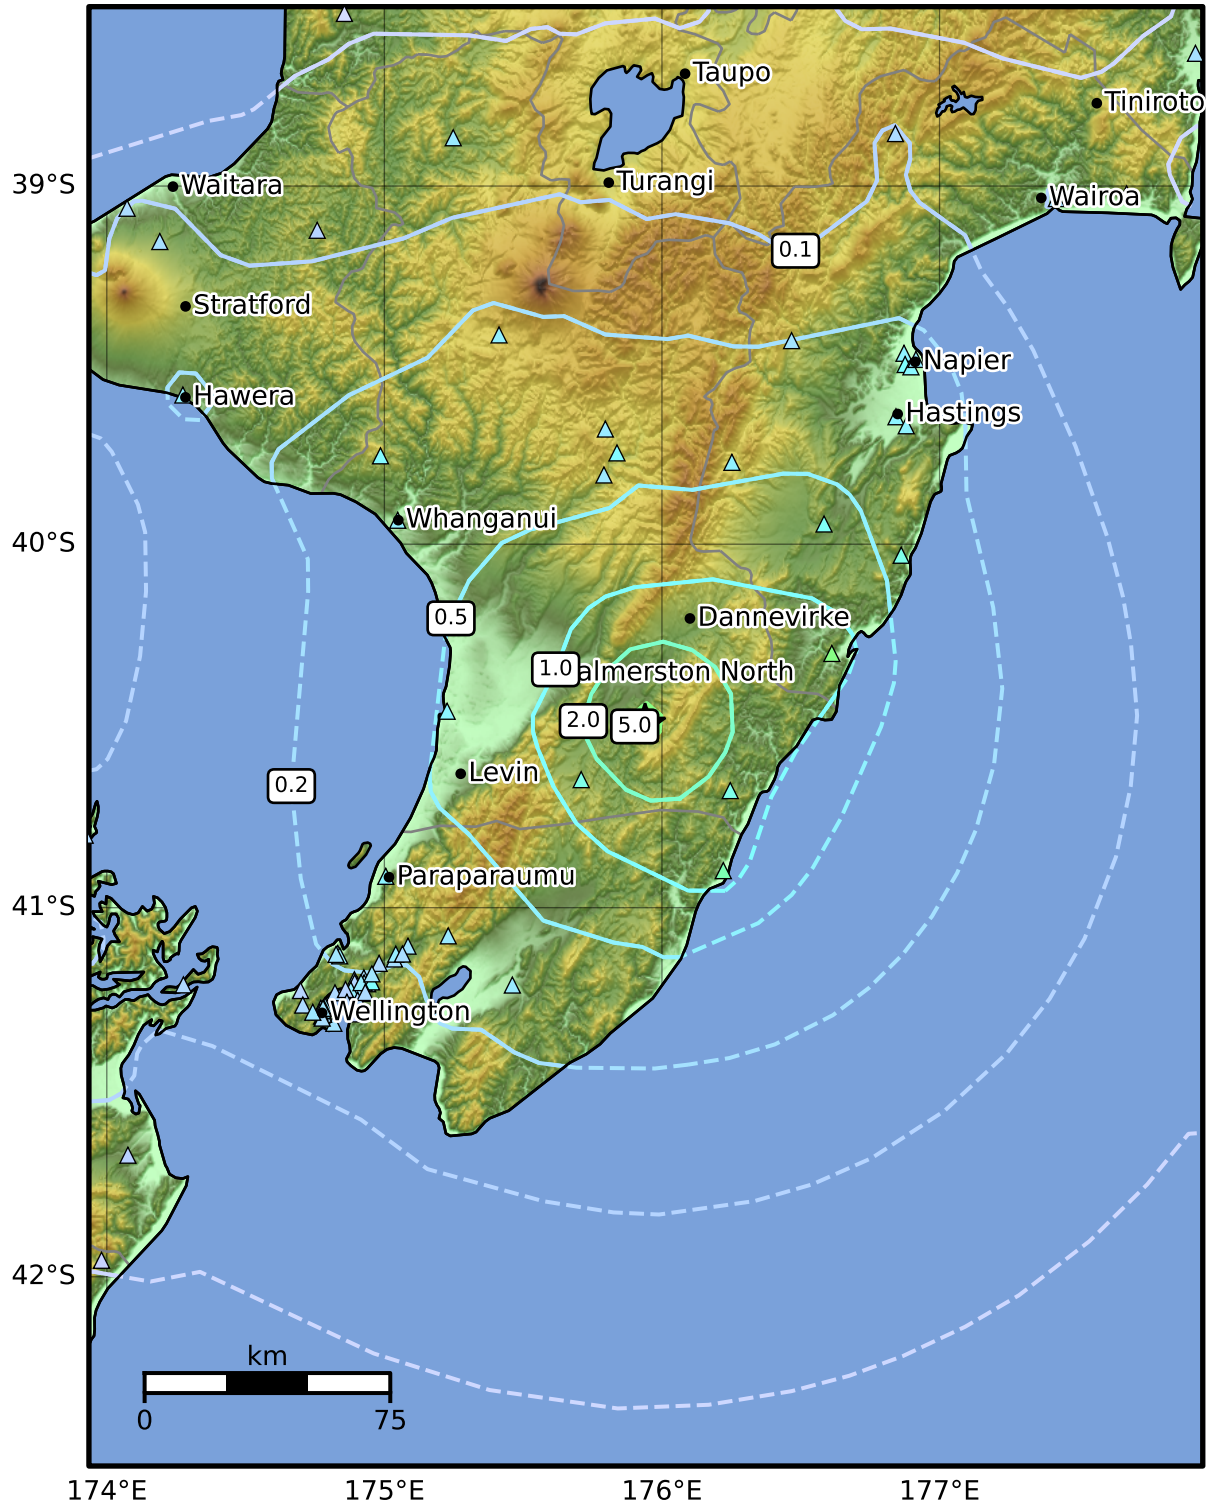 Taupo
Tiniroto
39°S
Waitara
Turangi
Wairoa
0.1
Stratford
Napier
Hawera
Hastings
Whanganui
40°S
0.5
Dannevirke
1.0
almerston North
2.0
5.0
Levin
0.2
Paraparaumu
41°S
Wellington
42°S
km
0
75
174°E
175°E
176°E
177°E